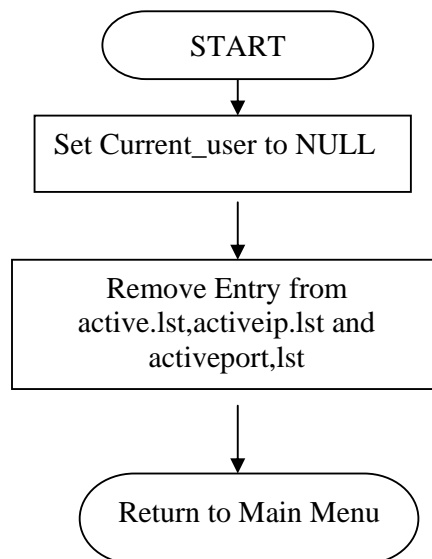 START
Set Current_user to NULL
Remove Entry from
active.lst,activeip.lst and
activeport,lst
Return to Main Menu